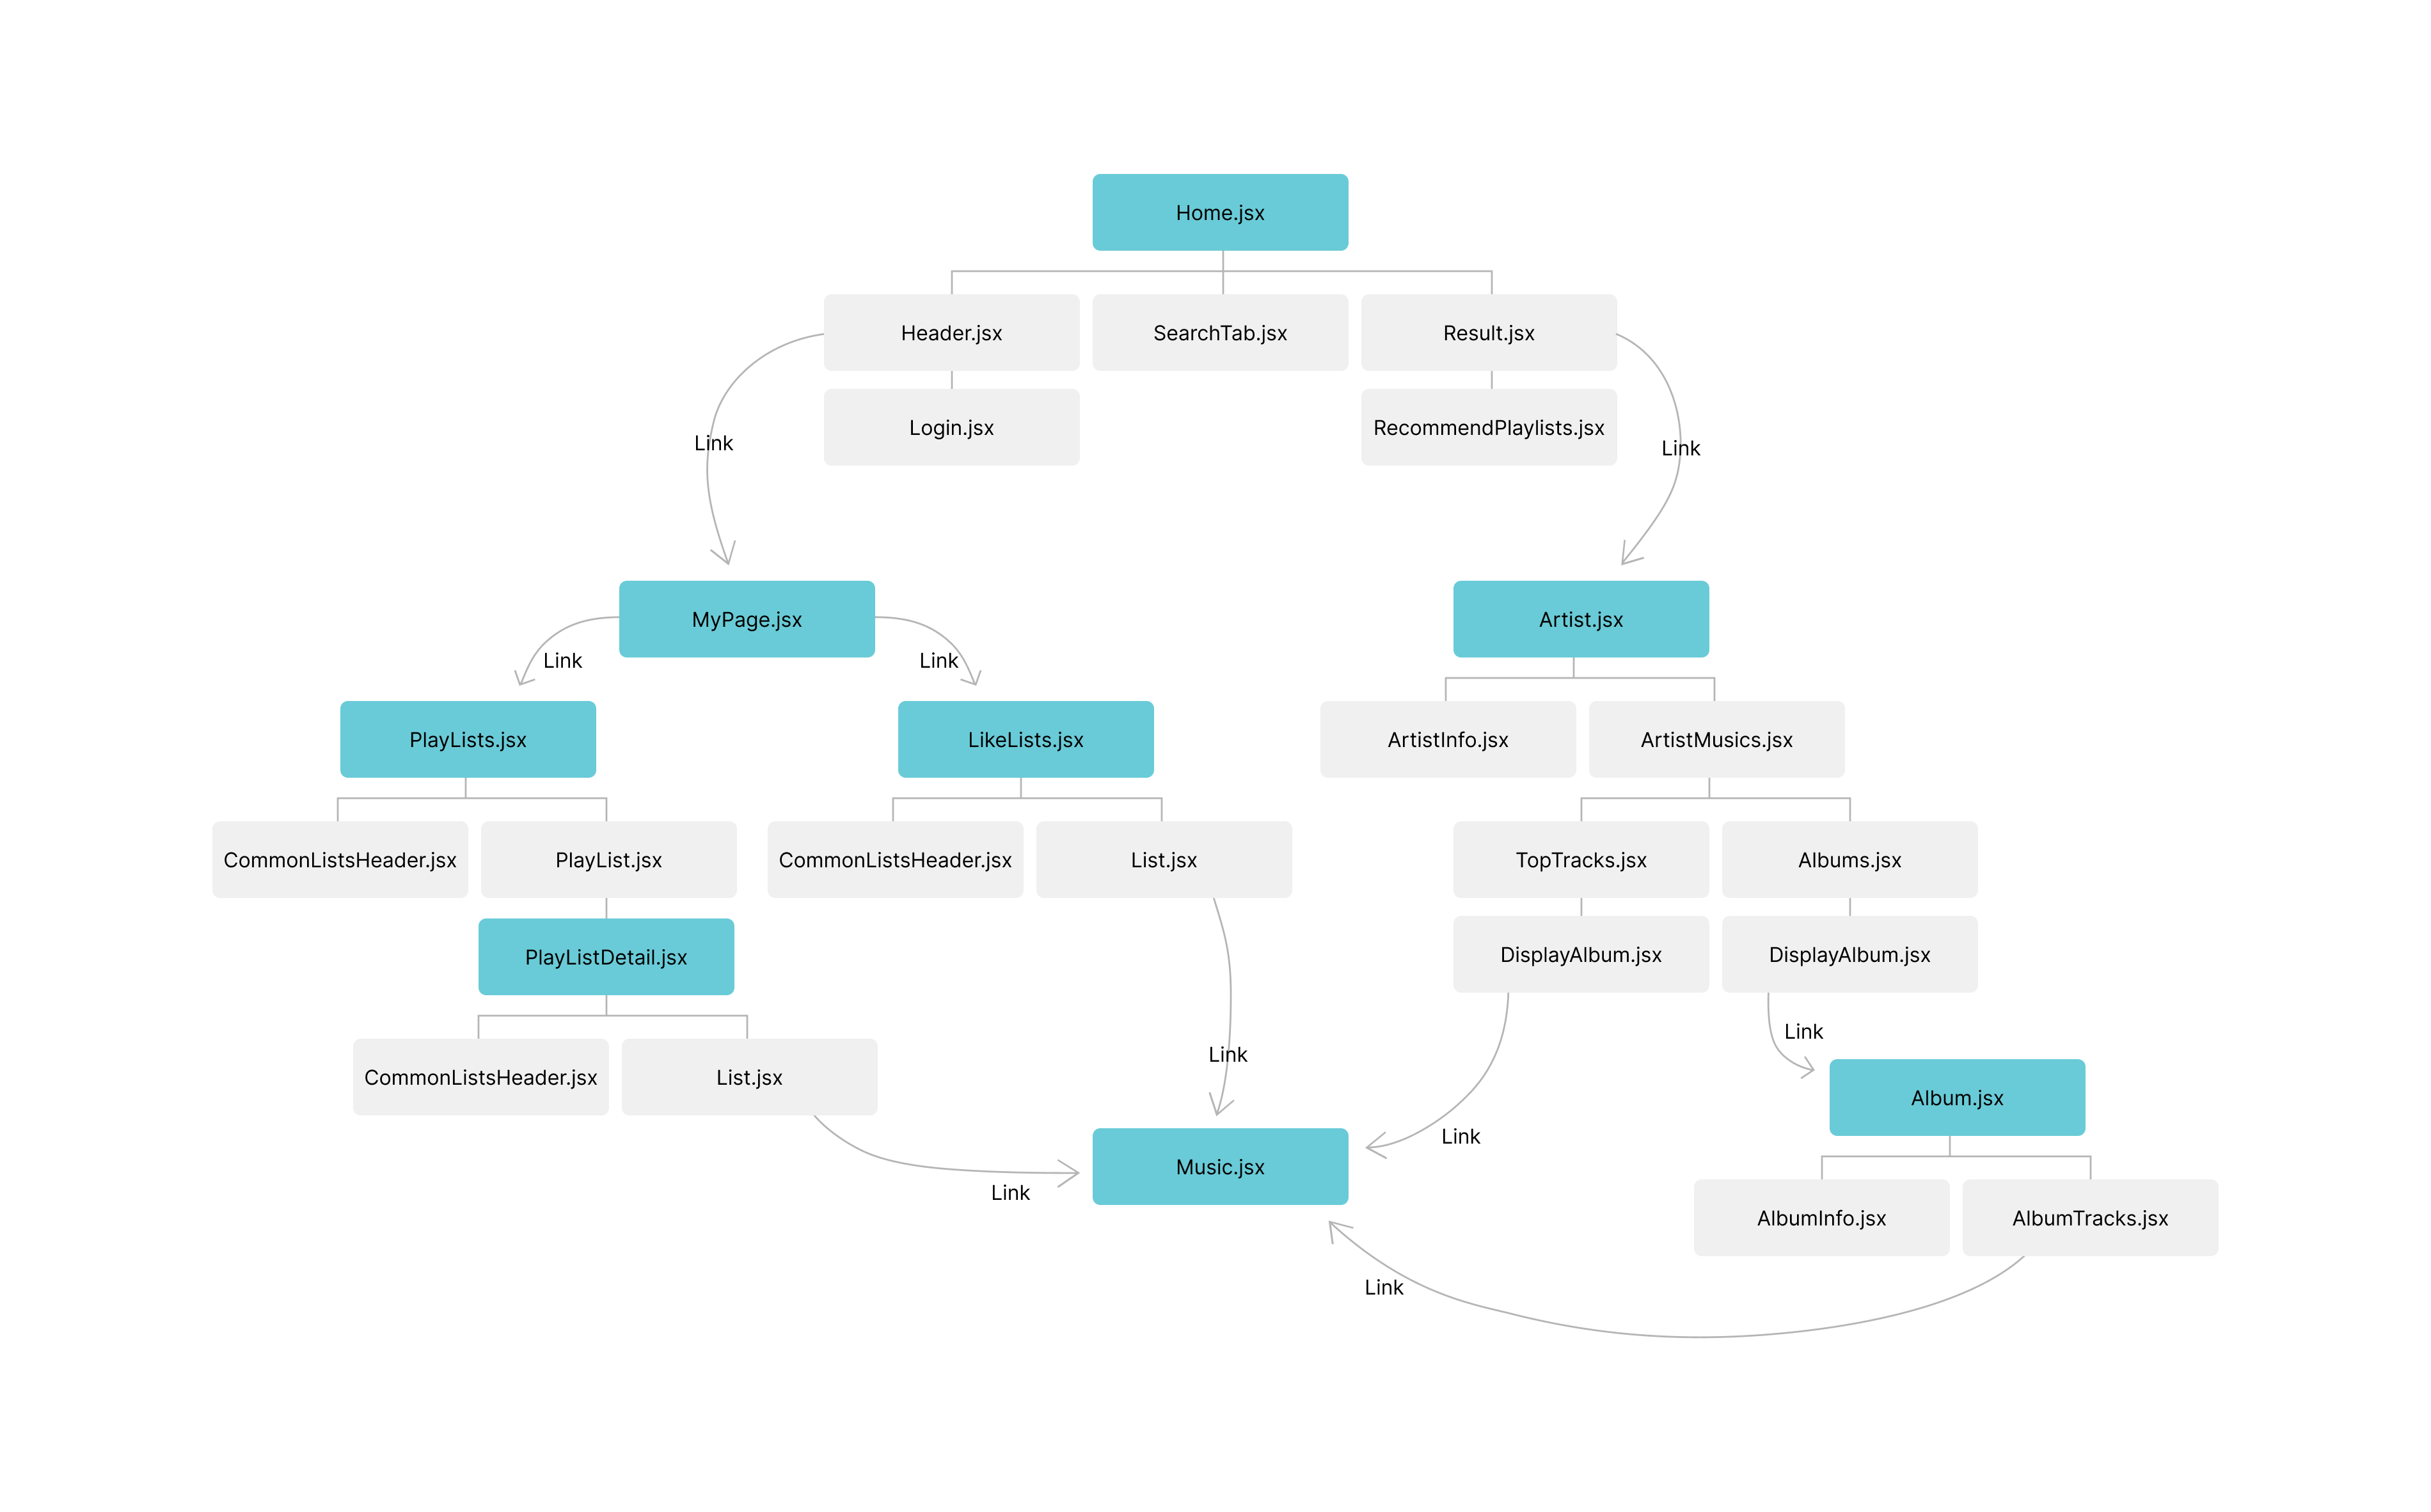 Home.jsx
Header.jsx
SearchTab.jsx
Result.jsx
Login.jsx
RecommendPlaylists.jsx
Link
Link
MyPage.jsx
Artist.jsx
Link
Link
PlayLists.jsx
LikeLists.jsx
ArtistInfo.jsx
ArtistMusics.jsx
CommonListsHeader.jsx
PlayList.jsx
CommonListsHeader.jsx
List.jsx
TopTracks.jsx
Albums.jsx
PlayListDetail.jsx
DisplayAlbum.jsx
DisplayAlbum.jsx
Link
Link
CommonListsHeader.jsx
List.jsx
Album.jsx
Link
Music.jsx
Link
AlbumInfo.jsx
AlbumTracks.jsx
Link